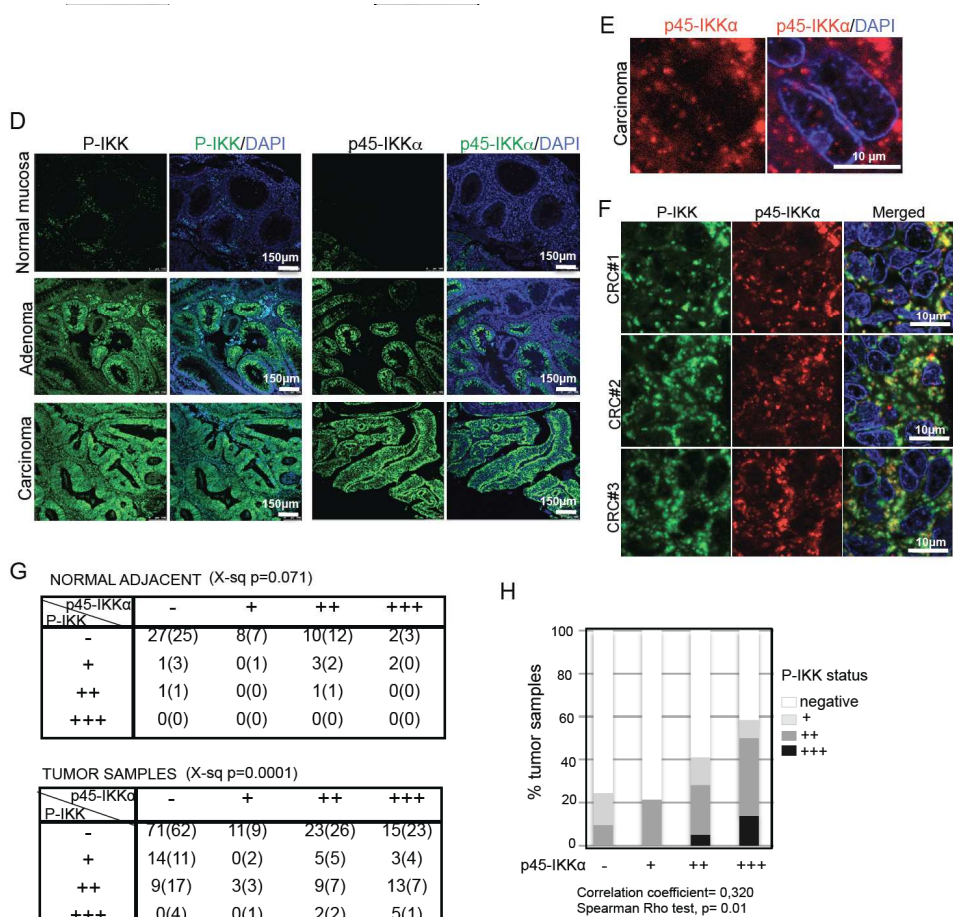 E
p45-IKKα p45-IKKα/DAPI
Carcinoma
10 µm
D
P-IKK P-IKK/DAPI p45-IKKα p45-IKKα/DAPI
Normal mucosa
150µm 150µm
Adenoma
150µm 150µm
Carcinoma
150µm 150µm
F
P-IKK p45-IKKα Merged
CRC#1
10µm
CRC#2
10µm
CRC#3
10µm
G
NORMAL ADJACENT (X-sq p=0.071)
p45-IKKα - + ++ +++
P-IKK
- 27(25) 8(7) 10(12) 2(3)
+ 1(3) 0(1) 3(2) 2(0)
++ 1(1) 0(0) 1(1) 0(0)
+++ 0(0) 0(0) 0(0) 0(0)
TUMOR SAMPLES (X-sq p=0.0001)
p45-IKKα - + ++ +++
P-IKK
- 71(62) 11(9) 23(26) 15(23)
+ 14(11) 0(2) 5(5) 3(4)
++ 9(17) 3(3) 9(7) 13(7)
+++ 0(4) 0(1) 2(2) 5(1)
H
% tumor samples
100
80
60
40
20
0
p45-IKKα - + ++ +++
P-IKK status
negative
+
++
+++
Correlation coefficient= 0,320
Spearman Rho test, p= 0.01